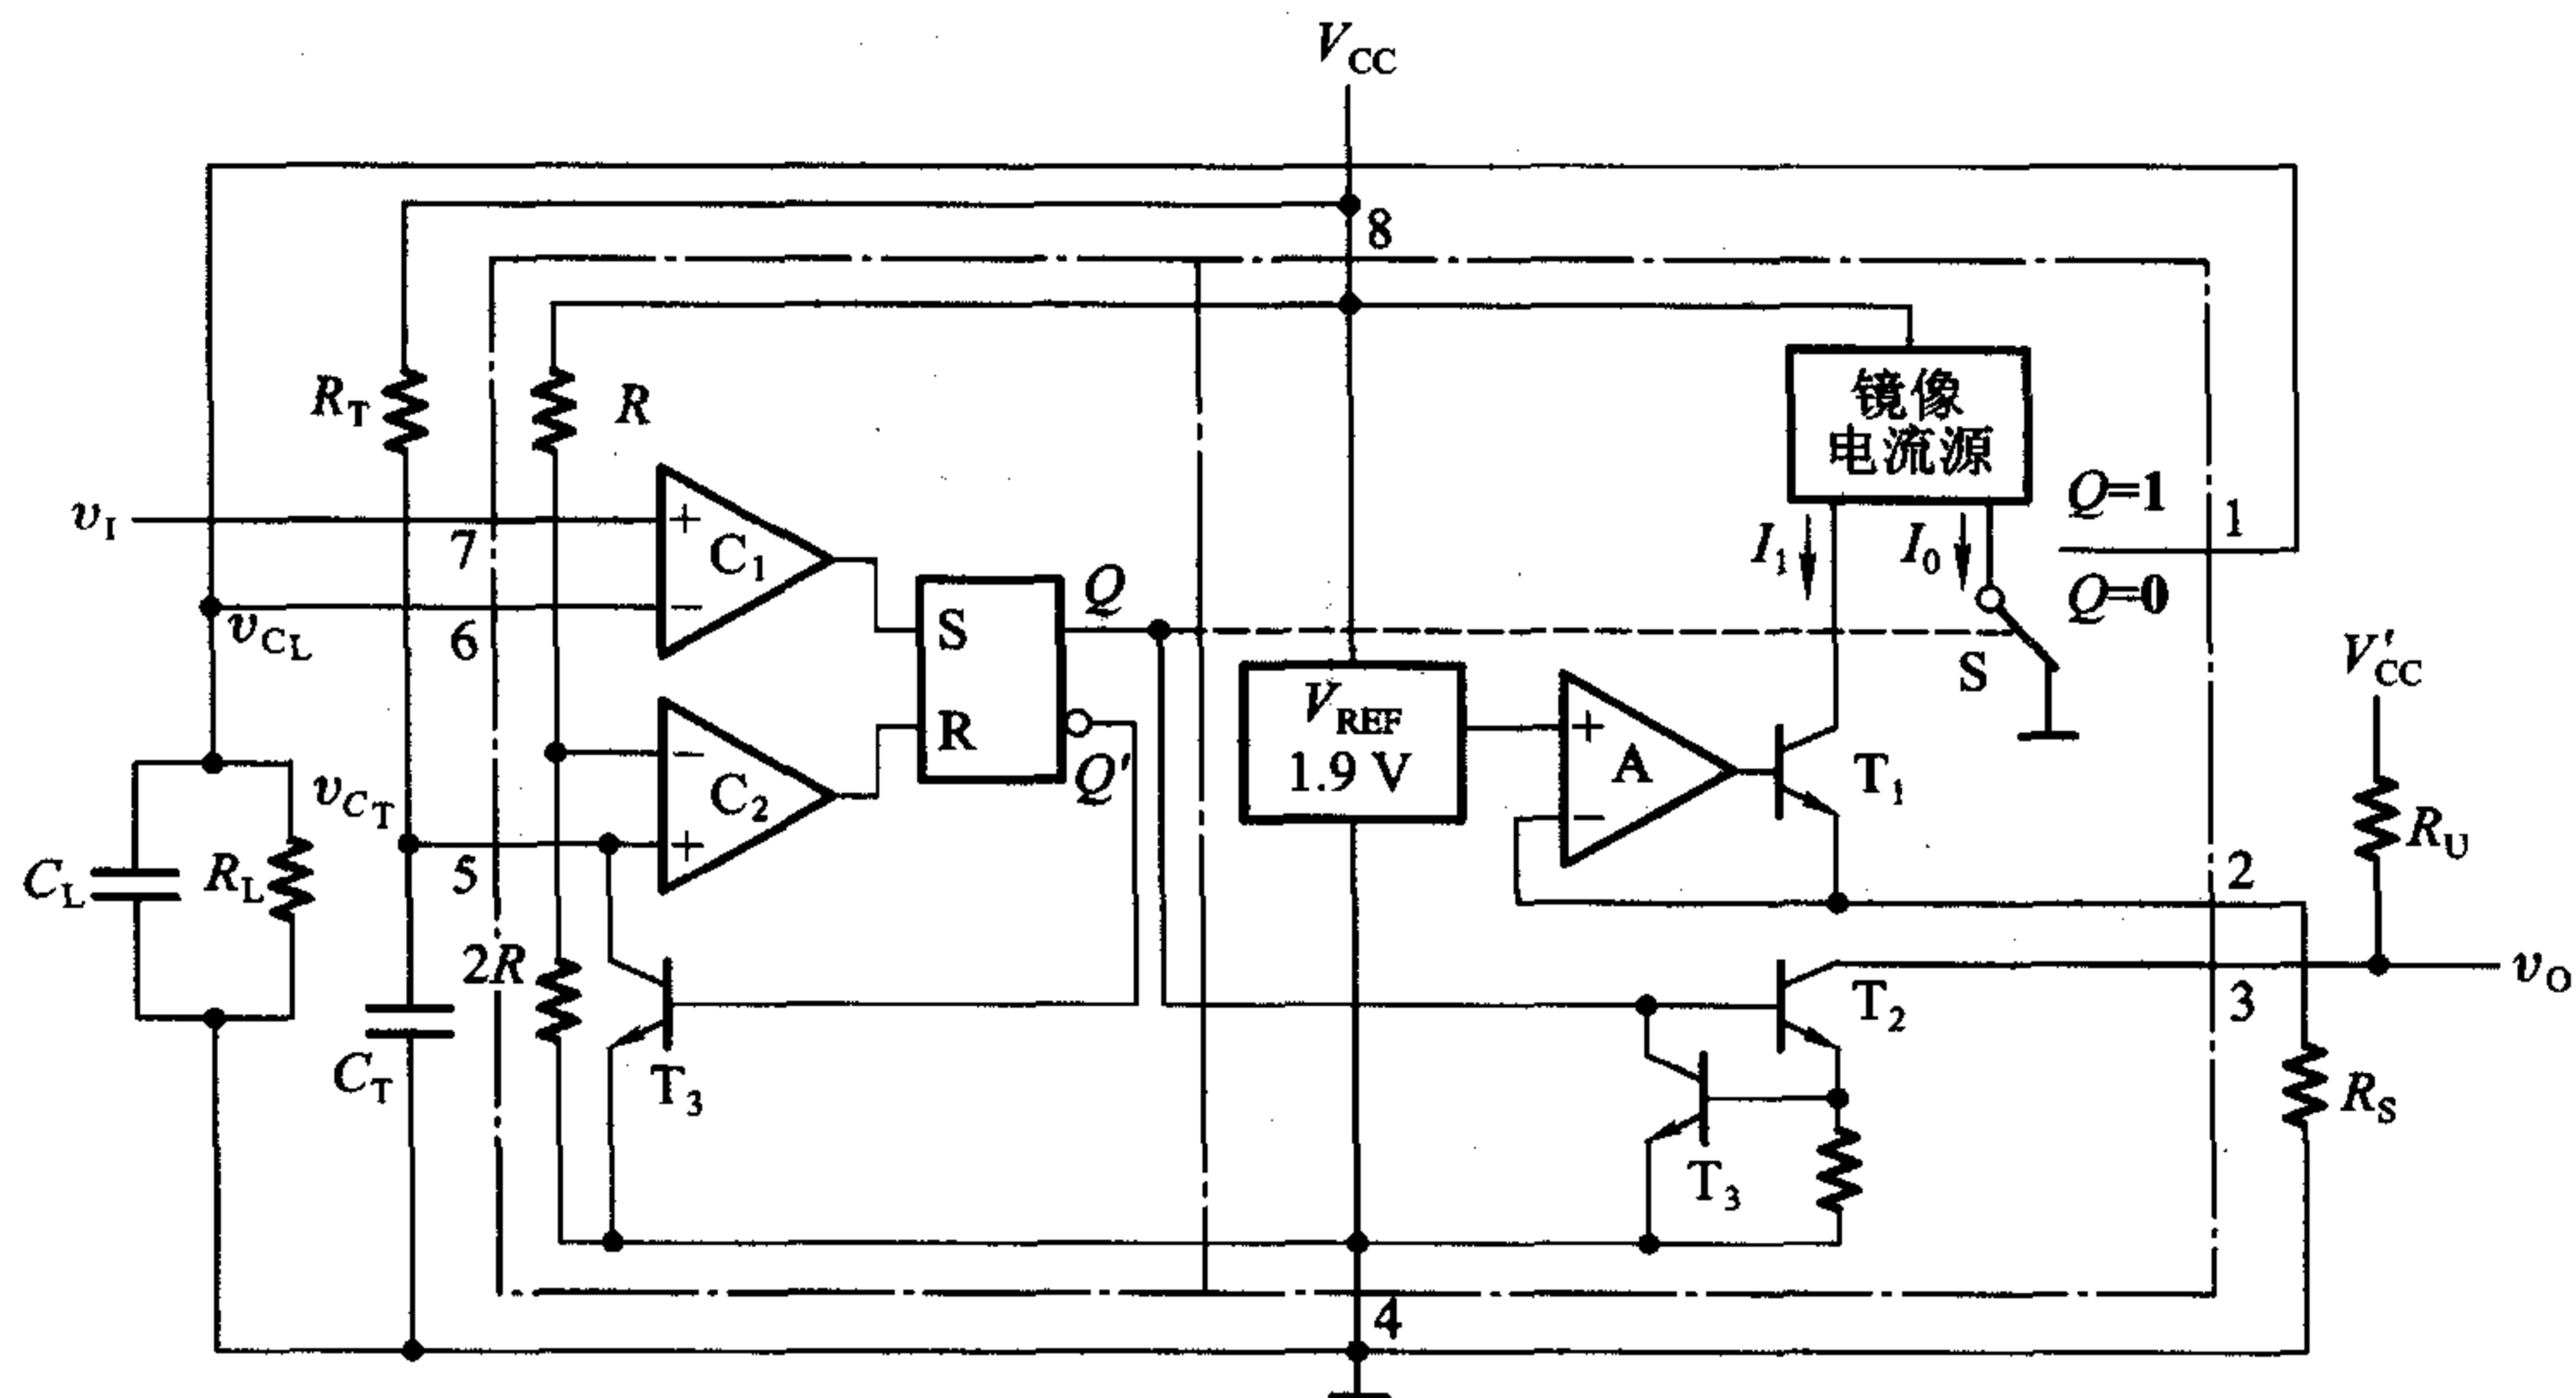 V_CC
8
R_T
R
镜像
电流源
Q=1
1
v_I
7
+
C_1
−
I_1
I_0
Q=0
v_CL
6
S
Q
S
V'_CC
V_REF
1.9 V
R
Q'
+
A
−
T_1
R_U
v_CT
−
C_2
+
5
C_L
R_L
2
2R
T_2
3
v_O
C_T
T_3
T_3
R_S
4